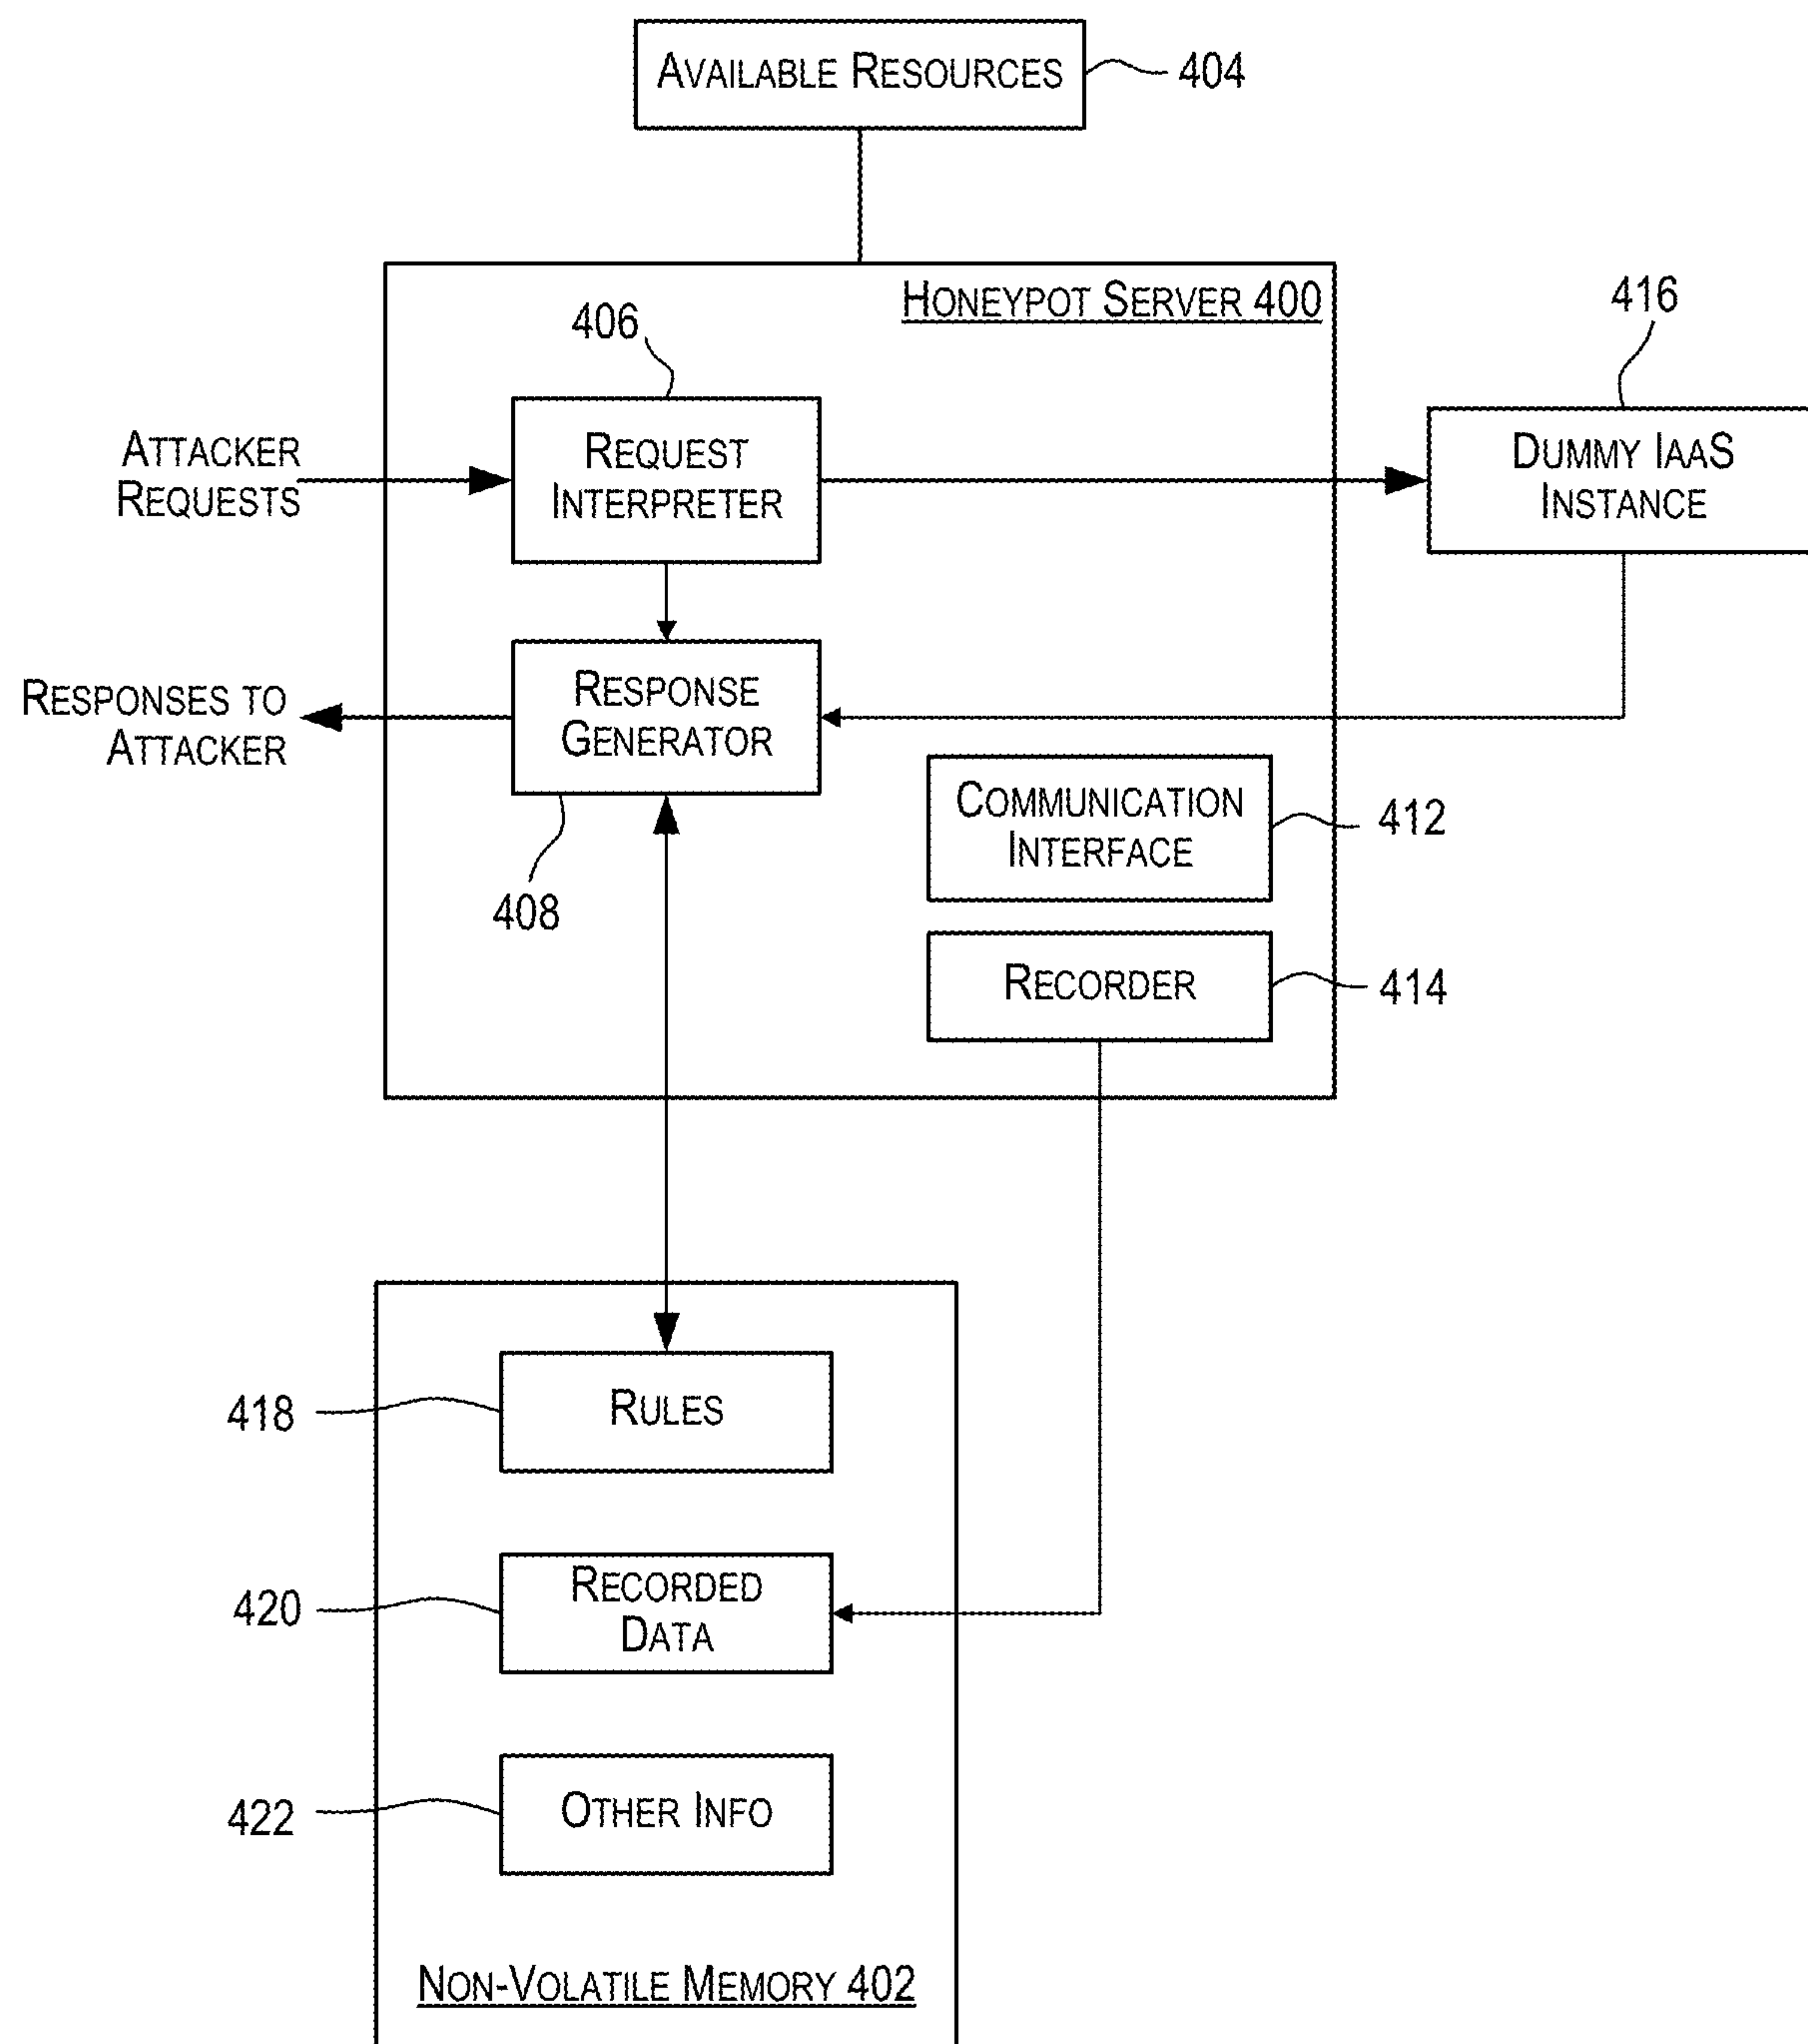 AVAILABLE RESOURCES
404
HONEYPOT SERVER 400
416
406
ATTACKER
REQUESTS
REQUEST
INTERPRETER
DUMMY IAAS
INSTANCE
RESPONSES TO
ATTACKER
RESPONSE
GENERATOR
COMMUNICATION
INTERFACE
412
408
RECORDER
414
RULES
418
RECORDED
DATA
420
OTHER INFO
422
NON-VOLATILE MEMORY 402